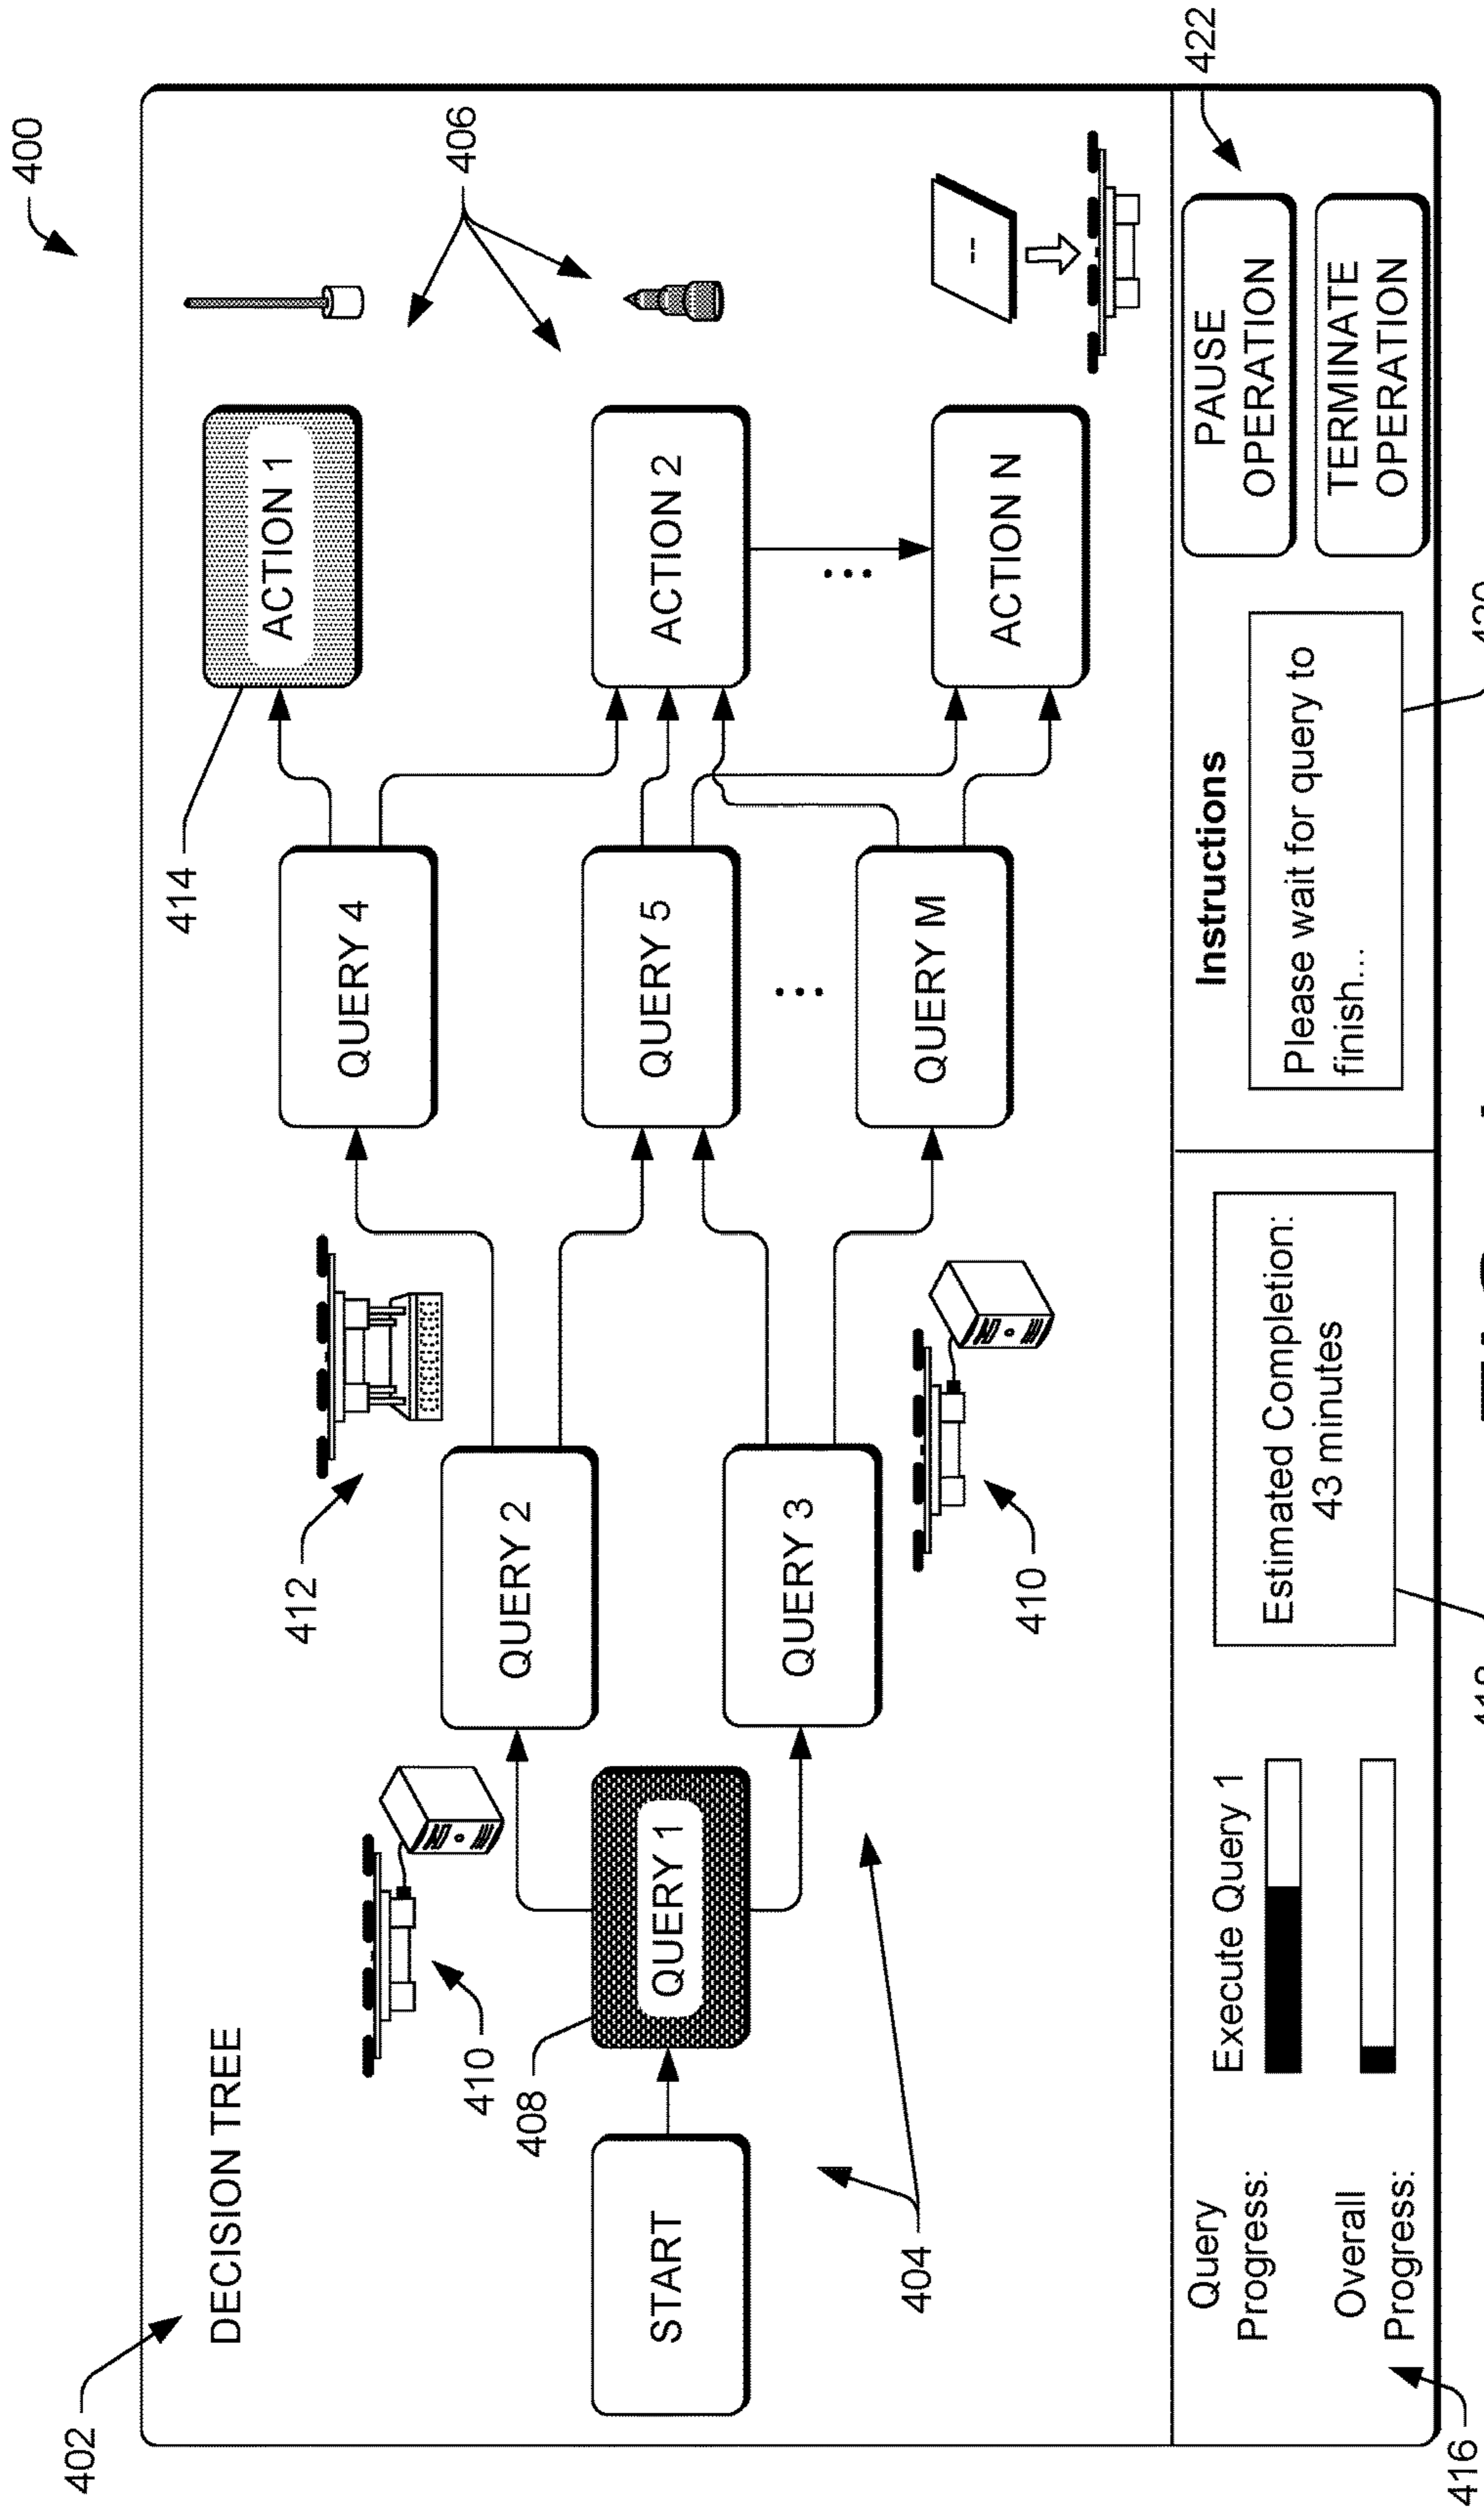 400
402
DECISION TREE
414
406
ACTION 1
412
QUERY 4
410
QUERY 2
408
START
QUERY 1
QUERY 5
ACTION 2
QUERY 3
...
...
404
QUERY M
ACTION N
--
410
422
Query
Progress:
Execute Query 1
Overall
Progress:
Estimated Completion:
43 minutes
Instructions
Please wait for query to
finish...
PAUSE
OPERATION
TERMINATE
OPERATION
416